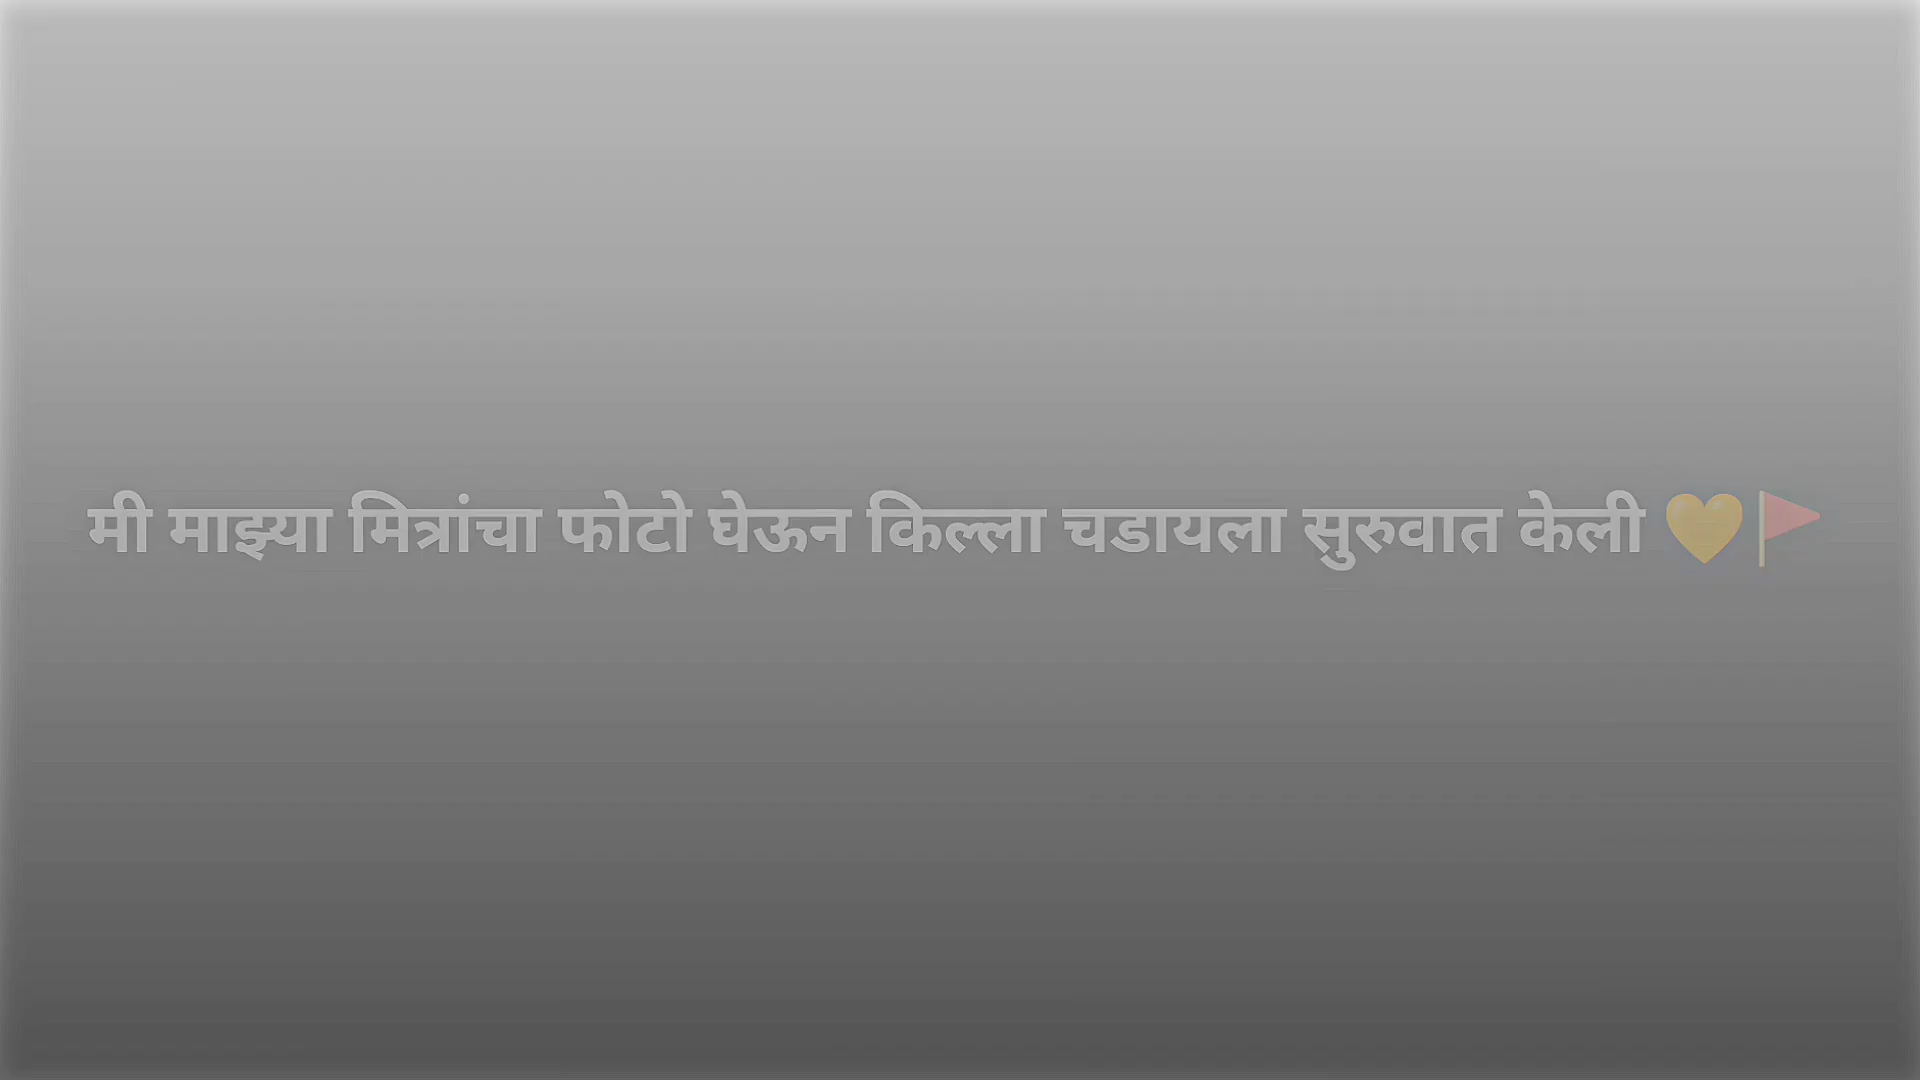 मी माझ्या मित्रांचा फोटो घेऊन किल्ला चडायला सुरुवात केली 💛🚩